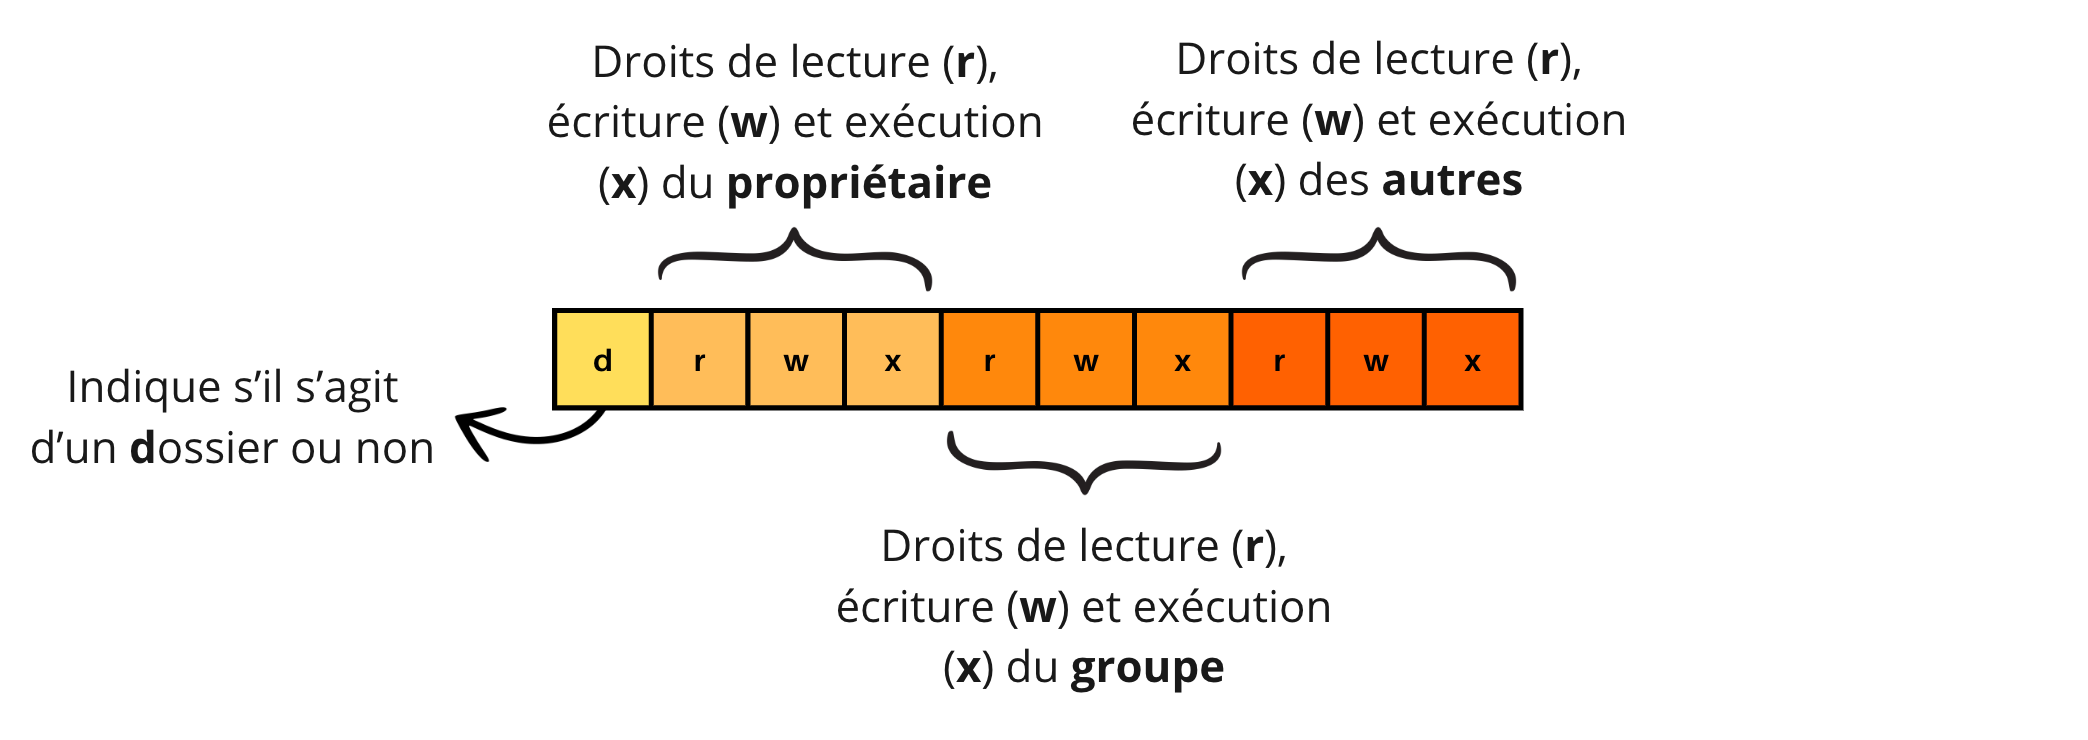 Droits de lecture (r),
écriture (w) et exécution
(x) du propriétaire
Droits de lecture (r),
écriture (w) et exécution
(x) des autres
d r w x r w x r w x
Indique s’il s’agit
d’un dossier ou non
Droits de lecture (r),
écriture (w) et exécution
(x) du groupe